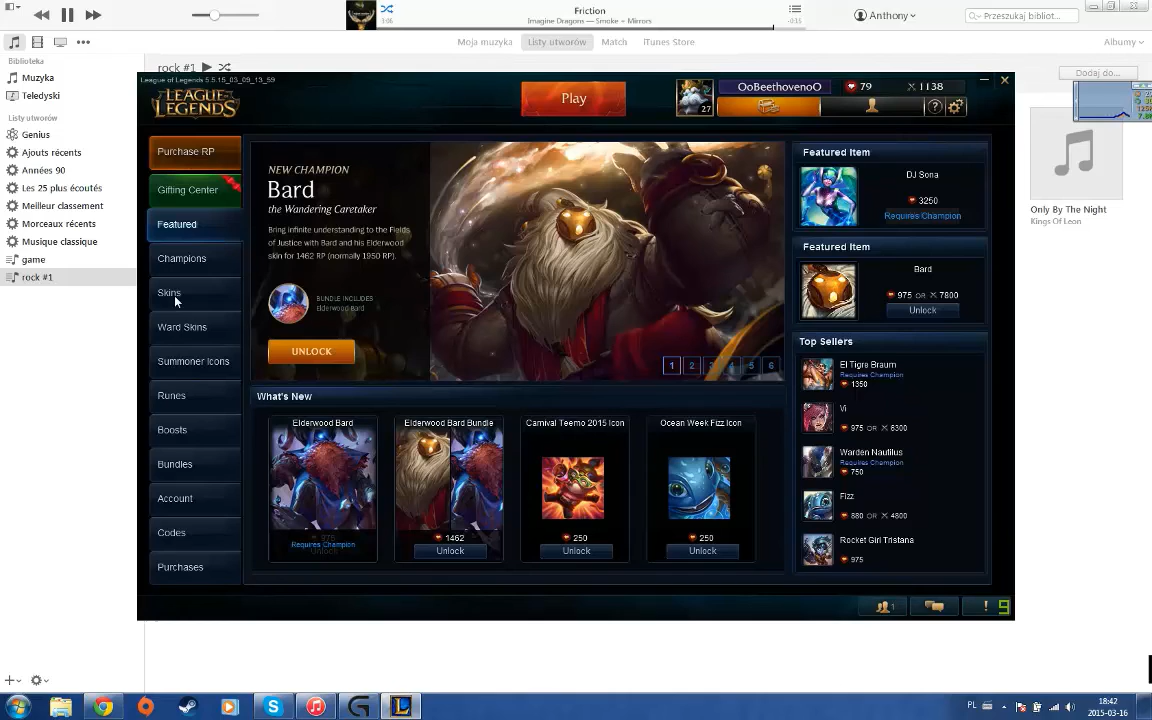 Friction
Imagine Dragons — Smoke + Mirrors
1:05
-0:15
Anthony
Przeszukaj bibliot...
Moja muzyka
Listy utworów
Match
iTunes Store
Albumy
Biblioteka
Muzyka
Teledyski
Listy utworów
Genius
Ajouts récents
Années 90
Les 25 plus écoutés
Meilleur classement
Morceaux récents
Musique classique
game
rock #1
rock #1
Dodaj do...
Only By The Night
Kings Of Leon
League of Legends 5.5.15_03_09_13_59
LEAGUE of LEGENDS
Play
27
OoBeethovenoO
79
1138
?
Purchase RP
Gifting Center
Featured
Champions
Skins
Ward Skins
Summoner Icons
Runes
Boosts
Bundles
Account
Codes
Purchases
NEW CHAMPION
Bard
the Wandering Caretaker
Bring infinite understanding to the Fields
of Justice with Bard and his Elderwood
skin for 1462 RP (normally 1950 RP).
BUNDLE INCLUDES
Elderwood Bard
UNLOCK
1 2 3 4 5 6
What's New
Elderwood Bard
975
Requires Champion
Unlock
Elderwood Bard Bundle
1462
Unlock
Carnival Teemo 2015 Icon
250
Unlock
Ocean Week Fizz Icon
250
Unlock
Featured Item
DJ Sona
3250
Requires Champion
Featured Item
Bard
975 OR 7800
Unlock
Top Sellers
El Tigre Braum
Requires Champion
1350
Vi
975 OR 6300
Warden Nautilus
Requires Champion
750
Fizz
880 OR 4800
Rocket Girl Tristana
975
1
!
9
PL
18:42
2015-03-16